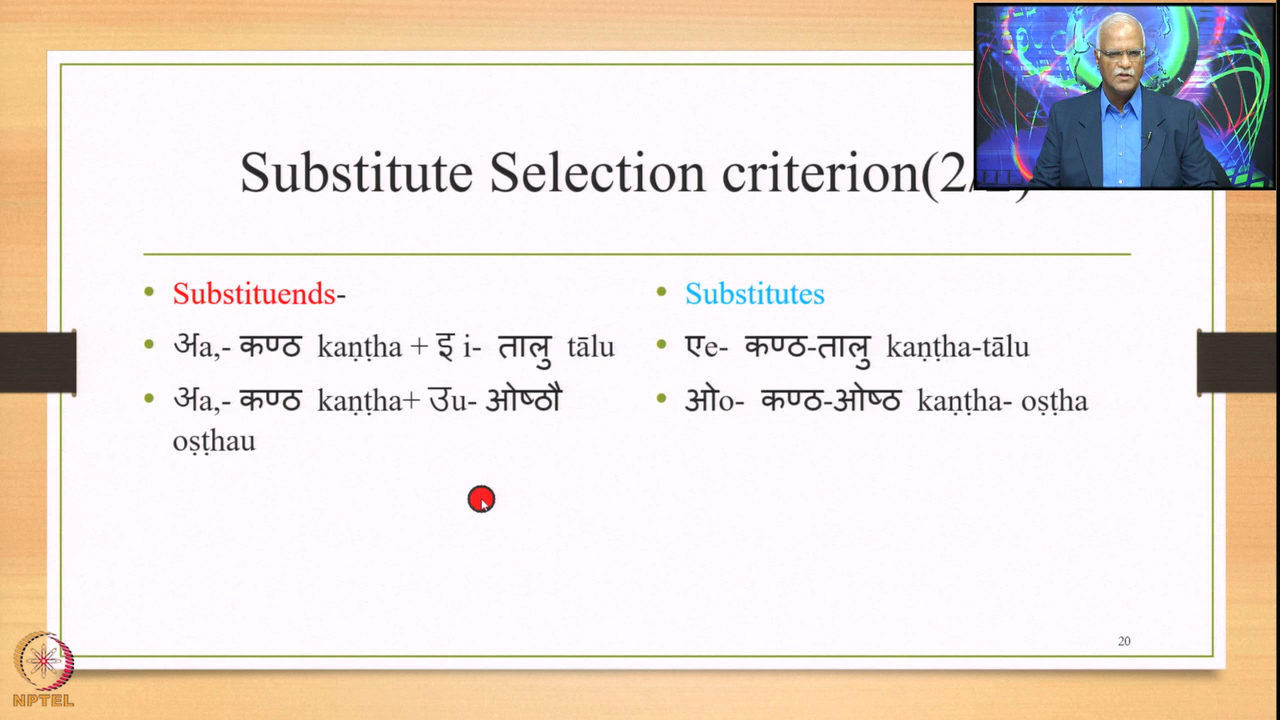 Substitute Selection criterion(2/2)
Substituends-
अa,- कण्ठ kaṇṭha + इ i- तालु tālu
अa,- कण्ठ kaṇṭha+ उu- ओष्ठौ
oṣṭhau
Substitutes
एe- कण्ठ-तालु kaṇṭha-tālu
ओo- कण्ठ-ओष्ठ kaṇṭha- oṣṭha
20
NPTEL